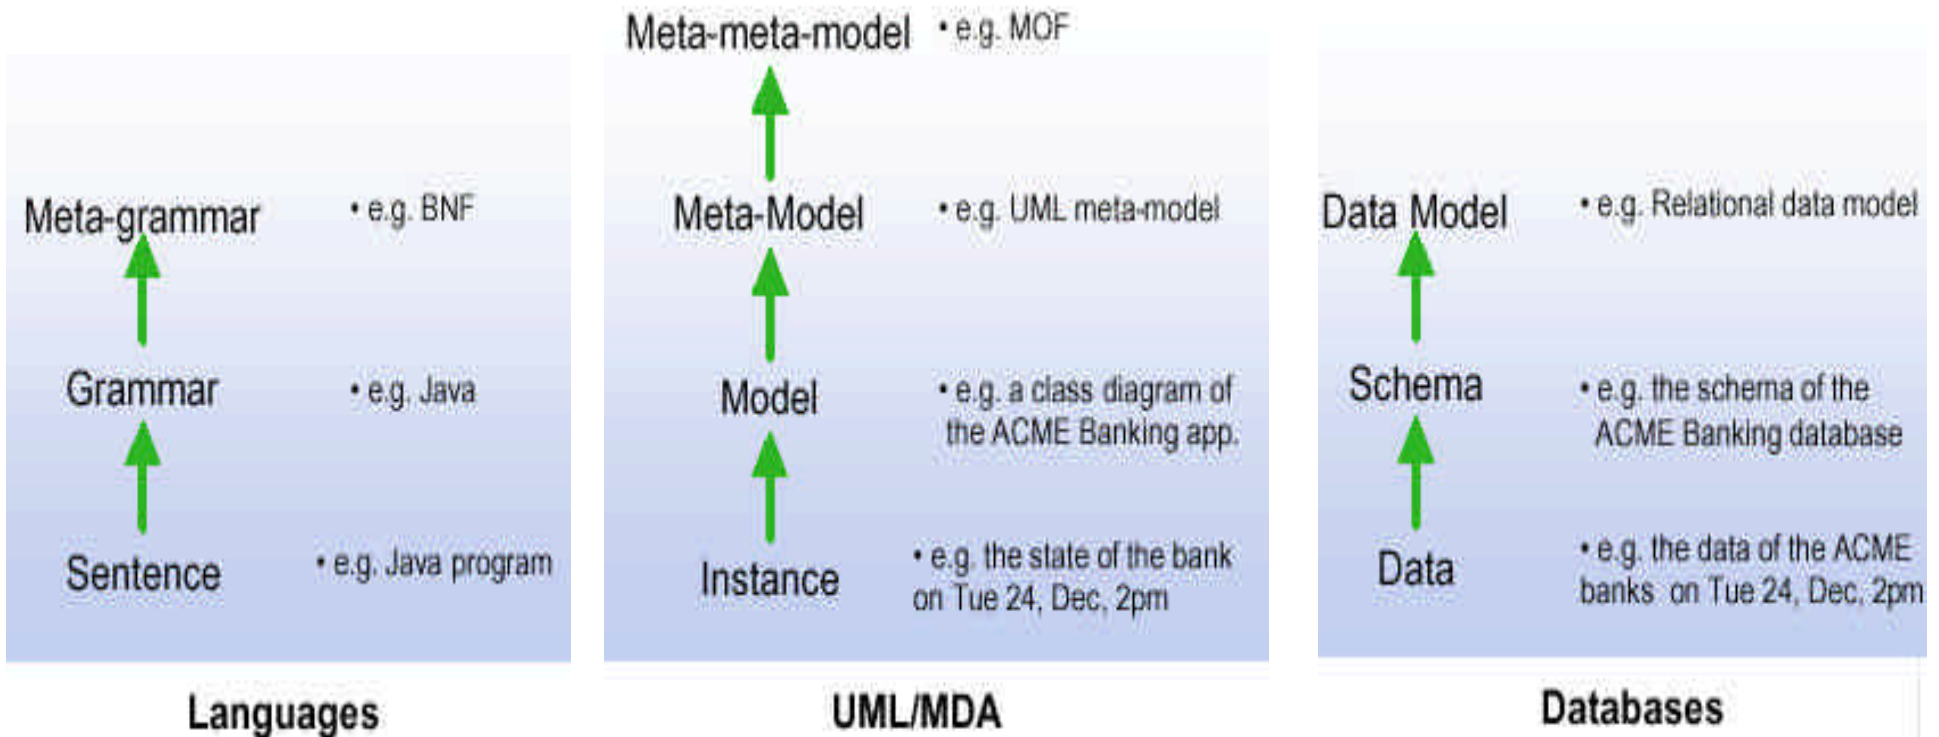 Meta-grammar
• e.g. BNF
Grammar
• e.g. Java
Sentence
• e.g. Java program
Languages
Meta-meta-model
• e.g. MOF
Meta-Model
• e.g. UML meta-model
Model
• e.g. a class diagram of
the ACME Banking app.
Instance
• e.g. the state of the bank
on Tue 24, Dec, 2pm
UML/MDA
Data Model
• e.g. Relational data model
Schema
• e.g. the schema of the
ACME Banking database
Data
• e.g. the data of the ACME
banks on Tue 24, Dec, 2pm
Databases